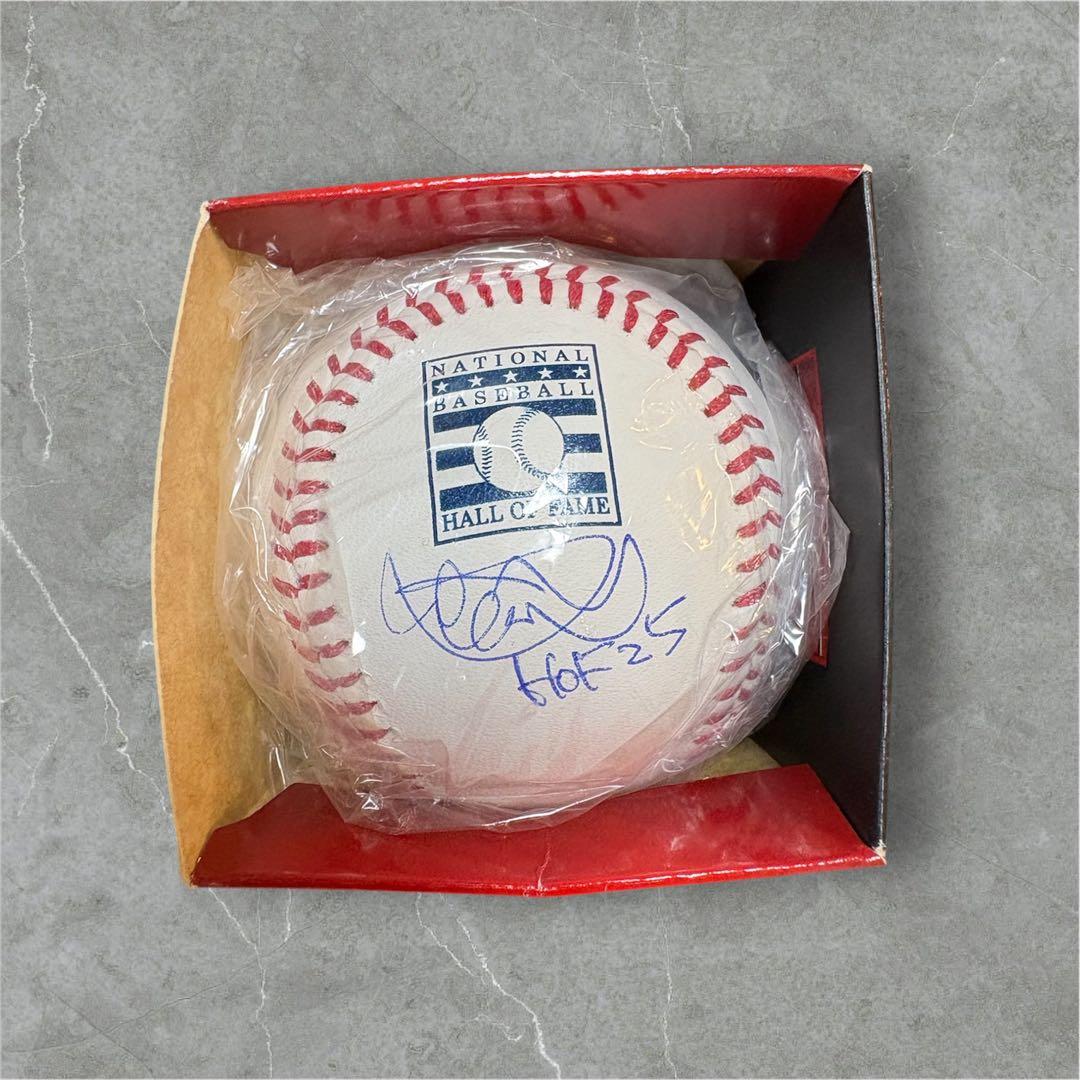 NATIONAL
BASEBALL
HALL OF FAME
HOF 25